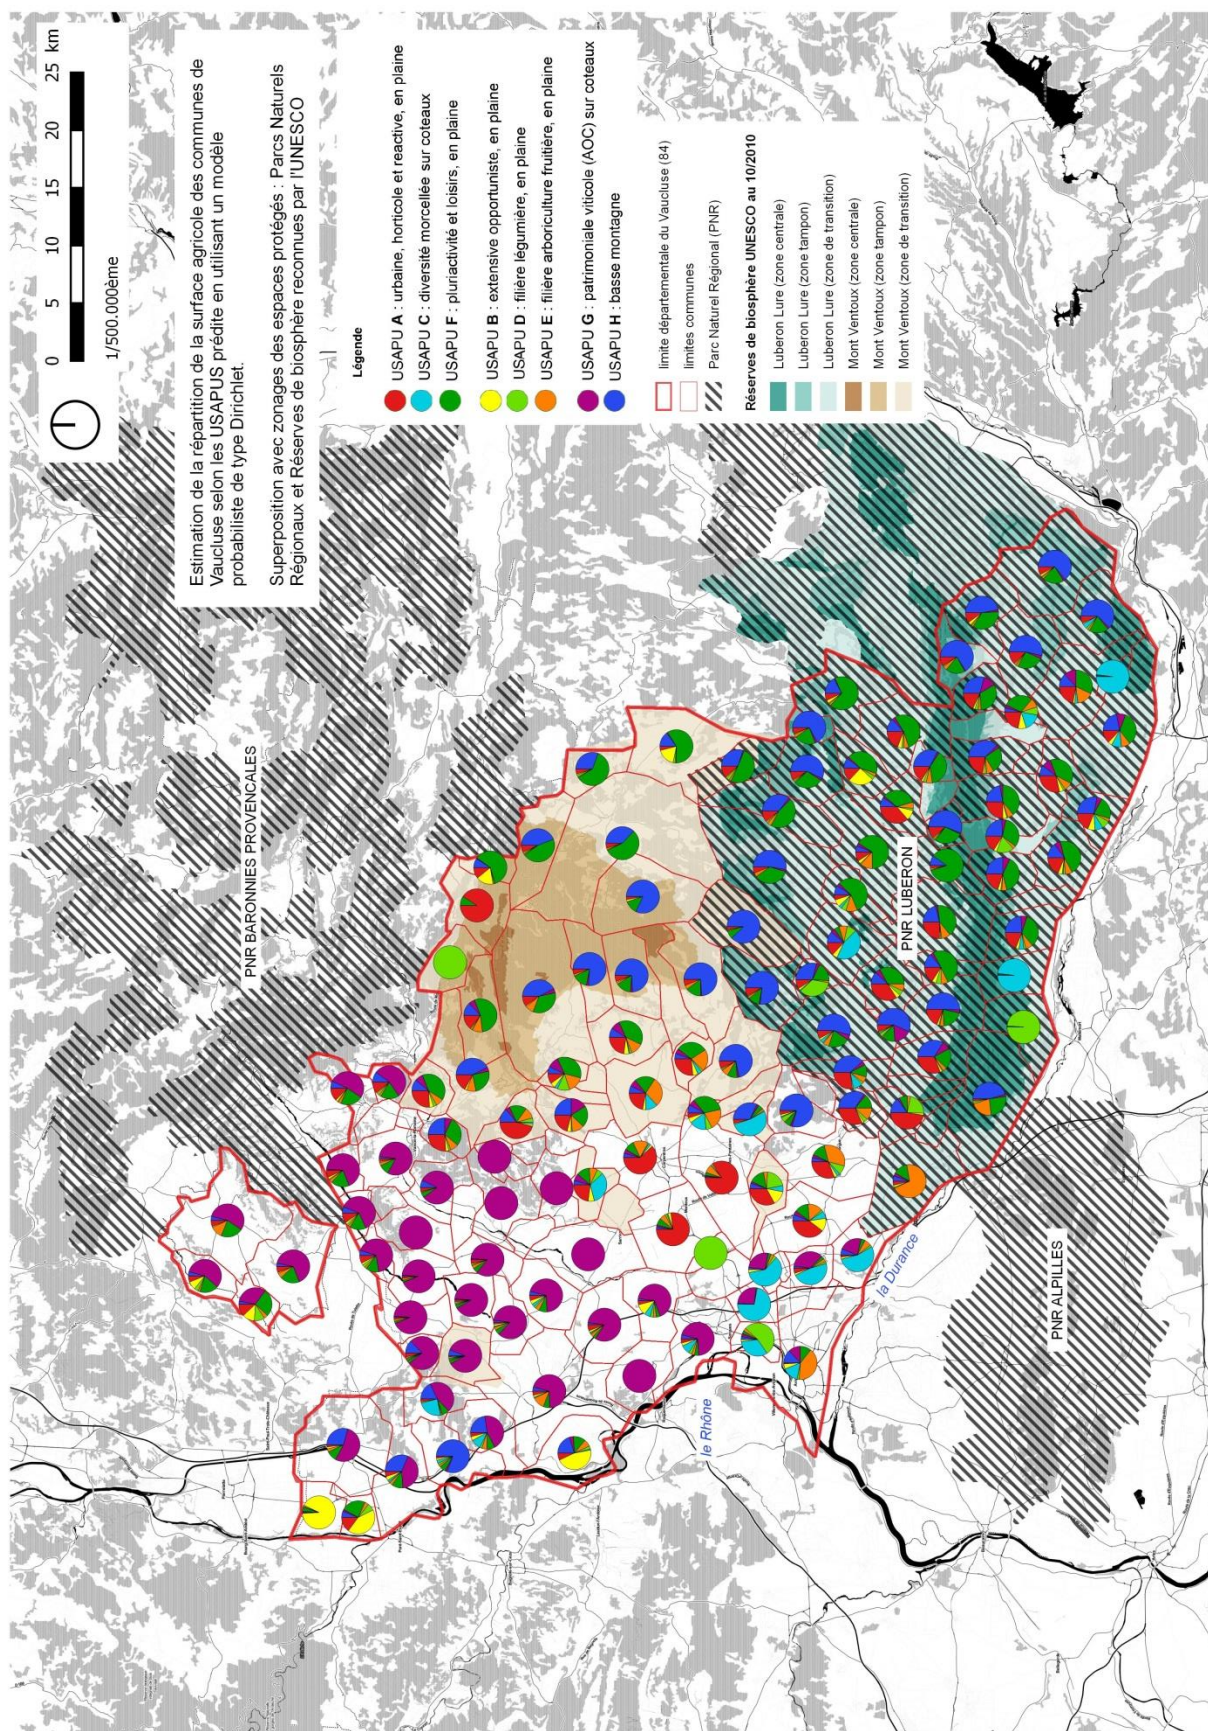 0 5 10 15 20 25 km
1/500.000ème
Estimation de la répartition de la surface agricole des communes de
Vaucluse selon les USAPUS prédite en utilisant un modèle
probabiliste de type Dirichlet.
Superposition avec zonages des espaces protégés : Parcs Naturels
Régionaux et Réserves de biosphère reconnues par l'UNESCO
Légende
USAPU A : urbaine, horticole et reactive, en plaine
USAPU C : diversité morcellée sur coteaux
USAPU F : pluriactivité et loisirs, en plaine
USAPU B : extensive opportuniste, en plaine
USAPU D : filière légumière, en plaine
USAPU E : filière arboriculture fruitière, en plaine
USAPU G : patrimoniale viticole (AOC) sur coteaux
USAPU H : basse montagne
limite départementale du Vaucluse (84)
limites communes
Parc Naturel Régional (PNR)
Réserves de biosphère UNESCO au 10/2010
Luberon Lure (zone centrale)
Luberon Lure (zone tampon)
Luberon Lure (zone de transition)
Mont Ventoux (zone centrale)
Mont Ventoux (zone tampon)
Mont Ventoux (zone de transition)
PNR BARONNIES PROVENCALES
PNR LUBERON
PNR ALPILLES
la Durance
le Rhône